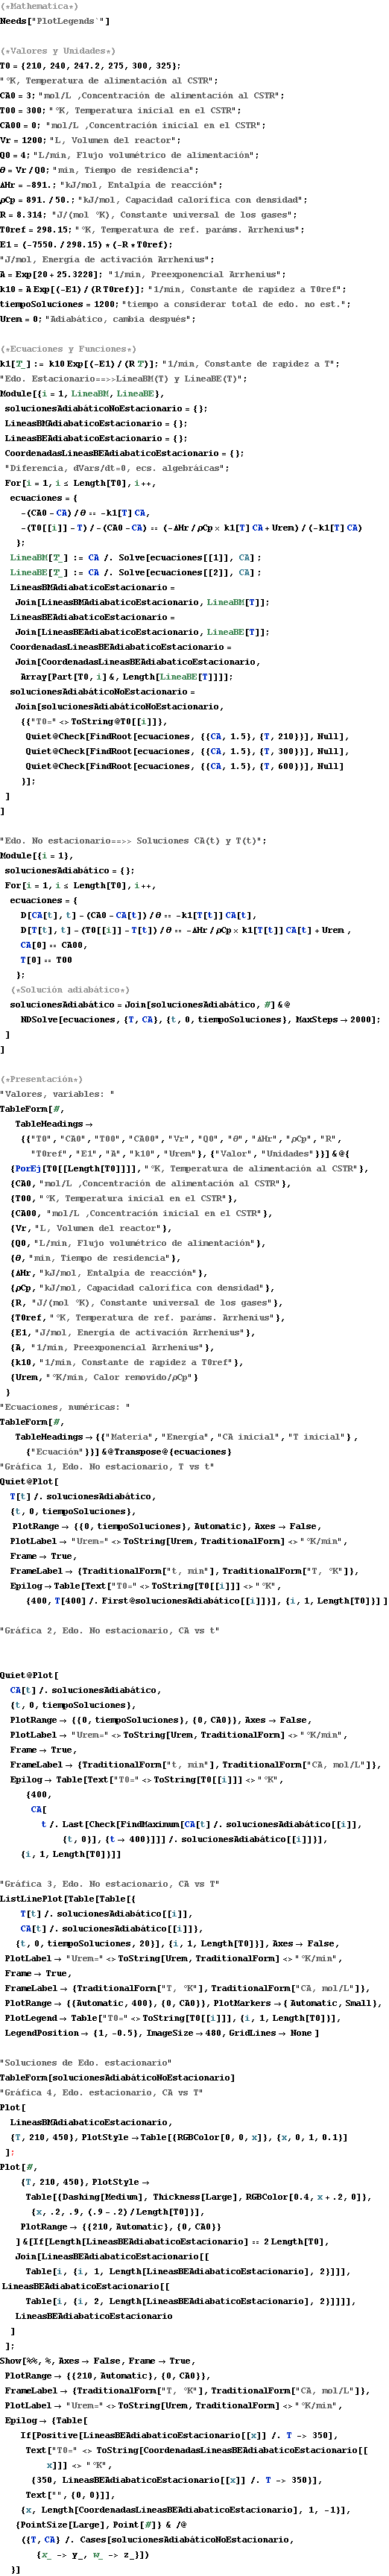 (*Mathematica*)
Needs["PlotLegends`"]
(*Valores y Unidades*)
T0 = {210, 240, 247.2, 275, 300, 325};
"°K, Temperatura de alimentación al CSTR";
CA0 = 3; "mol/L ,Concentración de alimentación al CSTR";
T00 = 300; "°K, Temperatura inicial en el CSTR";
CA00 = 0; "mol/L ,Concentración inicial en el CSTR";
Vr = 1200; "L, Volumen del reactor";
Q0 = 4; "L/min, Flujo volumétrico de alimentación";
θ = Vr / Q0; "min, Tiempo de residencia";
ΔHr = -891.; "kJ/mol, Entalpía de reacción";
ρCp = 891. / 50.; "kJ/mol, Capacidad calorífica con densidad";
R = 8.314; "J/(mol °K), Constante universal de los gases";
T0ref = 298.15; "°K, Temperatura de ref. paráms. Arrhenius";
E1 = (-7550. / 298.15) * (-R * T0ref);
"J/mol, Energía de activación Arrhenius";
A = Exp[20 + 25.3228]; "1/min, Preexponencial Arrhenius";
k10 = A Exp[(-E1) / (R T0ref)]; "1/min, Constante de rapidez a T0ref";
tiempoSoluciones = 1200; "tiempo a considerar total de edo. no est.";
Urem = 0; "Adiabático, cambia después";
(*Ecuaciones y Funciones*)
k1[T_] := k10 Exp[(-E1) / (R T)]; "1/min, Constante de rapidez a T";
"Edo. Estacionario==>>LineaBM(T) y LineaBE(T)";
Module[{i = 1, LineaBM, LineaBE},
solucionesAdiabáticoNoEstacionario = {};
LineasBMAdiabaticoEstacionario = {};
LineasBEAdiabaticoEstacionario = {};
CoordenadasLineasBEAdiabaticoEstacionario = {};
"Diferencia, dVars/dt=0, ecs. algebráicas";
For[i = 1, i ≤ Length[T0], i++,
ecuaciones = {
-(CA0 - CA) / θ == -k1[T] CA,
-(T0[[i]] - T) / -(CA0 - CA) == (-ΔHr / ρCp × k1[T] CA + Urem) / (-k1[T] CA)
};
LineaBM[T_] := CA /. Solve[ecuaciones[[1]], CA];
LineaBE[T_] := CA /. Solve[ecuaciones[[2]], CA];
LineasBMAdiabaticoEstacionario =
Join[LineasBMAdiabaticoEstacionario, LineaBM[T]];
LineasBEAdiabaticoEstacionario =
Join[LineasBEAdiabaticoEstacionario, LineaBE[T]];
CoordenadasLineasBEAdiabaticoEstacionario =
Join[CoordenadasLineasBEAdiabaticoEstacionario,
Array[Part[T0, i] &, Length[LineaBE[T]]]];
solucionesAdiabáticoNoEstacionario =
Join[solucionesAdiabáticoNoEstacionario,
{{"T0=" <> ToString@T0[[i]],
Quiet@Check[FindRoot[ecuaciones, {{CA, 1.5}, {T, 210}}], Null],
Quiet@Check[FindRoot[ecuaciones, {{CA, 1.5}, {T, 300}}], Null],
Quiet@Check[FindRoot[ecuaciones, {{CA, 1.5}, {T, 600}}], Null]
}];
]
]
"Edo. No estacionario==>> Soluciones CA(t) y T(t)";
Module[{i = 1},
solucionesAdiabático = {};
For[i = 1, i ≤ Length[T0], i++,
ecuaciones = {
D[CA[t], t] - (CA0 - CA[t]) / θ == -k1[T[t]] CA[t],
D[T[t], t] - (T0[[i]] - T[t]) / θ == -ΔHr / ρCp × k1[T[t]] CA[t] + Urem ,
CA[0] == CA00,
T[0] == T00
};
(*Solución adiabático*)
solucionesAdiabático = Join[solucionesAdiabático, #] & @
NDSolve[ecuaciones, {T, CA}, {t, 0, tiempoSoluciones}, MaxSteps → 2000];
]
]
(*Presentación*)
"Valores, variables: "
TableForm[#,
TableHeadings →
{{"T0", "CA0", "T00", "CA00", "Vr", "Q0", "θ", "ΔHr", "ρCp", "R",
"T0ref", "E1", "A", "k10", "Urem"}, {"Valor", "Unidades"}}] & @ {
{PorEj[T0[[Length[T0]]]], "°K, Temperatura de alimentación al CSTR"},
{CA0, "mol/L ,Concentración de alimentación al CSTR"},
{T00, "°K, Temperatura inicial en el CSTR"},
{CA00, "mol/L ,Concentración inicial en el CSTR"},
{Vr, "L, Volumen del reactor"},
{Q0, "L/min, Flujo volumétrico de alimentación"},
{θ, "min, Tiempo de residencia"},
{ΔHr, "kJ/mol, Entalpía de reacción"},
{ρCp, "kJ/mol, Capacidad calorífica con densidad"},
{R, "J/(mol °K), Constante universal de los gases"},
{T0ref, "°K, Temperatura de ref. paráms. Arrhenius"},
{E1, "J/mol, Energía de activación Arrhenius"},
{A, "1/min, Preexponencial Arrhenius"},
{k10, "1/min, Constante de rapidez a T0ref"},
{Urem, "°K/min, Calor removido/ρCp"}
}
"Ecuaciones, numéricas: "
TableForm[#,
TableHeadings → {{"Materia", "Energía", "CA inicial", "T inicial"} ,
{"Ecuación"}}] & @ Transpose@{ecuaciones}
"Gráfica 1, Edo. No estacionario, T vs t"
Quiet@Plot[
T[t] /. solucionesAdiabático,
{t, 0, tiempoSoluciones},
PlotRange → {{0, tiempoSoluciones}, Automatic}, Axes → False,
PlotLabel → "Urem=" <> ToString[Urem, TraditionalForm] <> "°K/min",
Frame → True,
FrameLabel → {TraditionalForm["t, min"], TraditionalForm["T, °K"]},
Epilog → Table[Text["T0=" <> ToString[T0[[i]]] <> "°K",
{400, T[400] /. First@solucionesAdiabático[[i]]}], {i, 1, Length[T0]}] ]
"Gráfica 2, Edo. No estacionario, CA vs t"
Quiet@Plot[
CA[t] /. solucionesAdiabático,
{t, 0, tiempoSoluciones},
PlotRange → {{0, tiempoSoluciones}, {0, CA0}}, Axes → False,
PlotLabel → "Urem=" <> ToString[Urem, TraditionalForm] <> "°K/min",
Frame → True,
FrameLabel → {TraditionalForm["t, min"], TraditionalForm["CA, mol/L"]},
Epilog → Table[Text["T0=" <> ToString[T0[[i]]] <> "°K",
{400,
CA[
t /. Last[Check[FindMaximum[CA[t] /. solucionesAdiabático[[i]],
{t, 0}], {t → 400}]]] /. solucionesAdiabático[[i]]}],
{i, 1, Length[T0]}]]
"Gráfica 3, Edo. No estacionario, CA vs T"
ListLinePlot[Table[Table[{
T[t] /. solucionesAdiabático[[i]],
CA[t] /. solucionesAdiabático[[i]]},
{t, 0, tiempoSoluciones, 20}], {i, 1, Length[T0]}], Axes → False,
PlotLabel → "Urem=" <> ToString[Urem, TraditionalForm] <> "°K/min",
Frame → True,
FrameLabel → {TraditionalForm["T, °K"], TraditionalForm["CA, mol/L"]},
PlotRange → {{Automatic, 400}, {0, CA0}}, PlotMarkers → {Automatic, Small},
PlotLegend → Table["T0=" <> ToString[T0[[i]]], {i, 1, Length[T0]}],
LegendPosition → {1, -0.5}, ImageSize → 480, GridLines → None ]
"Soluciones de Edo. estacionario"
TableForm[solucionesAdiabáticoNoEstacionario]
"Gráfica 4, Edo. estacionario, CA vs T"
Plot[
LineasBMAdiabaticoEstacionario,
{T, 210, 450}, PlotStyle → Table[{RGBColor[0, 0, x]}, {x, 0, 1, 0.1}]
];
Plot[#,
{T, 210, 450}, PlotStyle →
Table[{Dashing[Medium], Thickness[Large], RGBColor[0.4, x + .2, 0]},
{x, .2, .9, (.9 - .2) / Length[T0]}],
PlotRange → {{210, Automatic}, {0, CA0}}
] & [If[Length[LineasBEAdiabaticoEstacionario] == 2 Length[T0],
Join[LineasBEAdiabaticoEstacionario[[
Table[i, {i, 1, Length[LineasBEAdiabaticoEstacionario], 2}]]],
LineasBEAdiabaticoEstacionario[[
Table[i, {i, 2, Length[LineasBEAdiabaticoEstacionario], 2}]]]],
LineasBEAdiabaticoEstacionario
]
];
Show[%%, %, Axes → False, Frame → True,
PlotRange → {{210, Automatic}, {0, CA0}},
FrameLabel → {TraditionalForm["T, °K"], TraditionalForm["CA, mol/L"]},
PlotLabel → "Urem=" <> ToString[Urem, TraditionalForm] <> "°K/min",
Epilog → {Table[
If[Positive[LineasBEAdiabaticoEstacionario[[x]] /. T -> 350],
Text["T0=" <> ToString[CoordenadasLineasBEAdiabaticoEstacionario[[
x]]] <> "°K",
{350, LineasBEAdiabaticoEstacionario[[x]] /. T -> 350}],
Text["", {0, 0}]],
{x, Length[CoordenadasLineasBEAdiabaticoEstacionario], 1, -1}],
{PointSize[Large], Point[#]} & /@
({T, CA} /. Cases[solucionesAdiabáticoNoEstacionario,
{x_ -> y_, w_ -> z_}])
}]